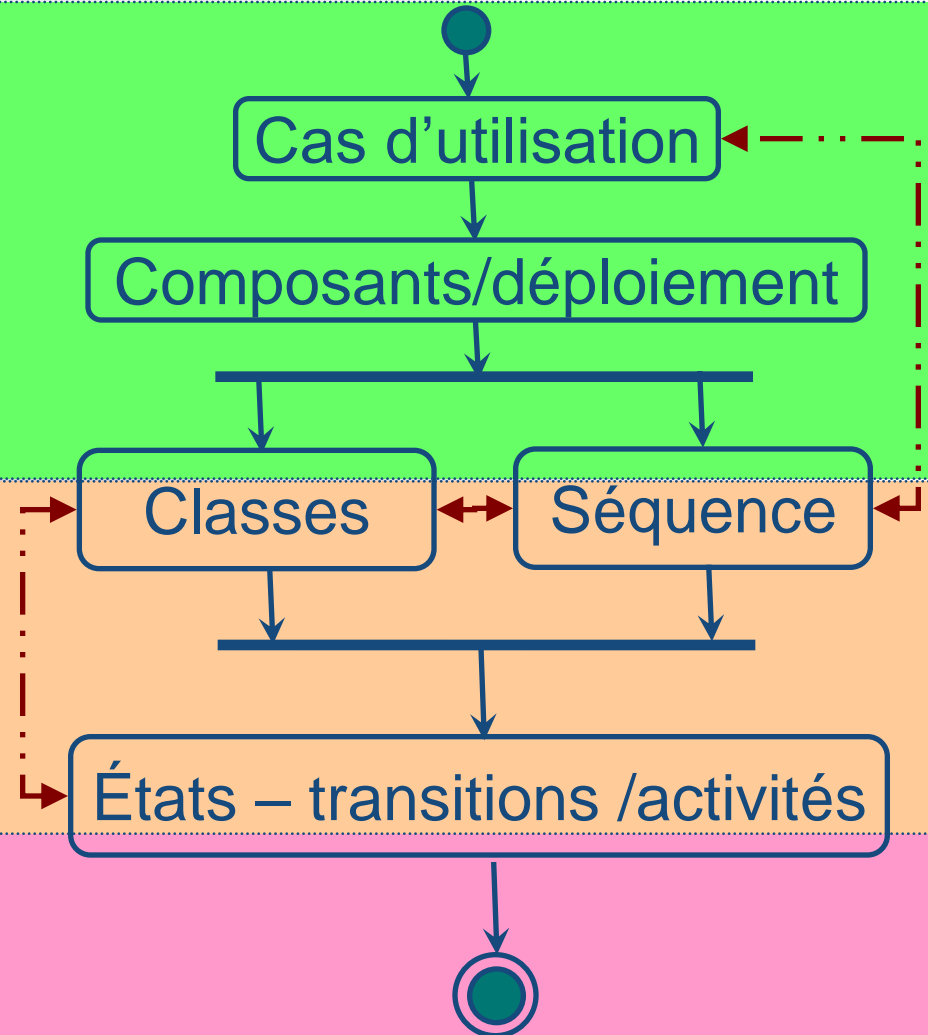 Cas d’utilisation
Composants/déploiement
Classes
Séquence
États – transitions /activités